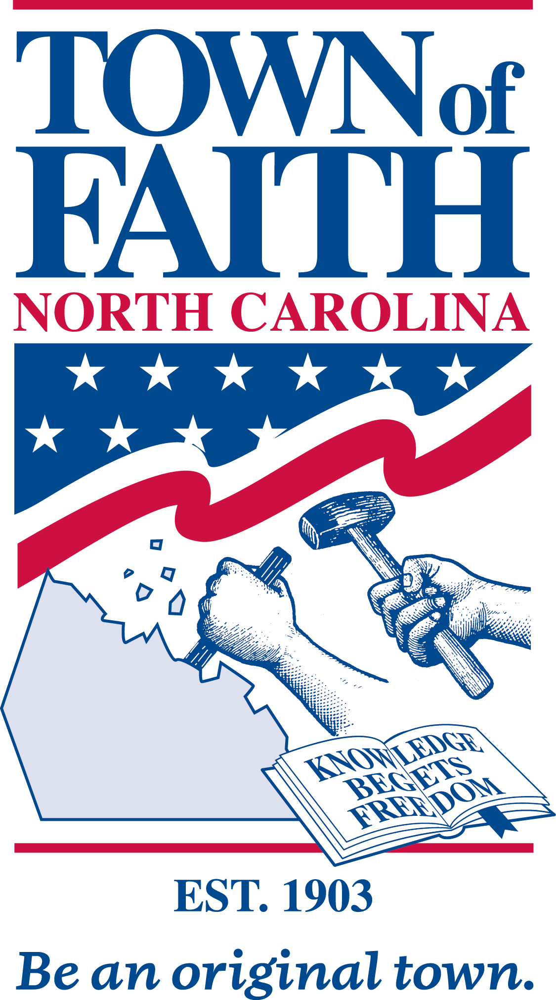 TOWN of
FAITH
NORTH CAROLINA
KNOWLEDGE
BEGETS
FREEDOM
EST. 1903
Be an original town.